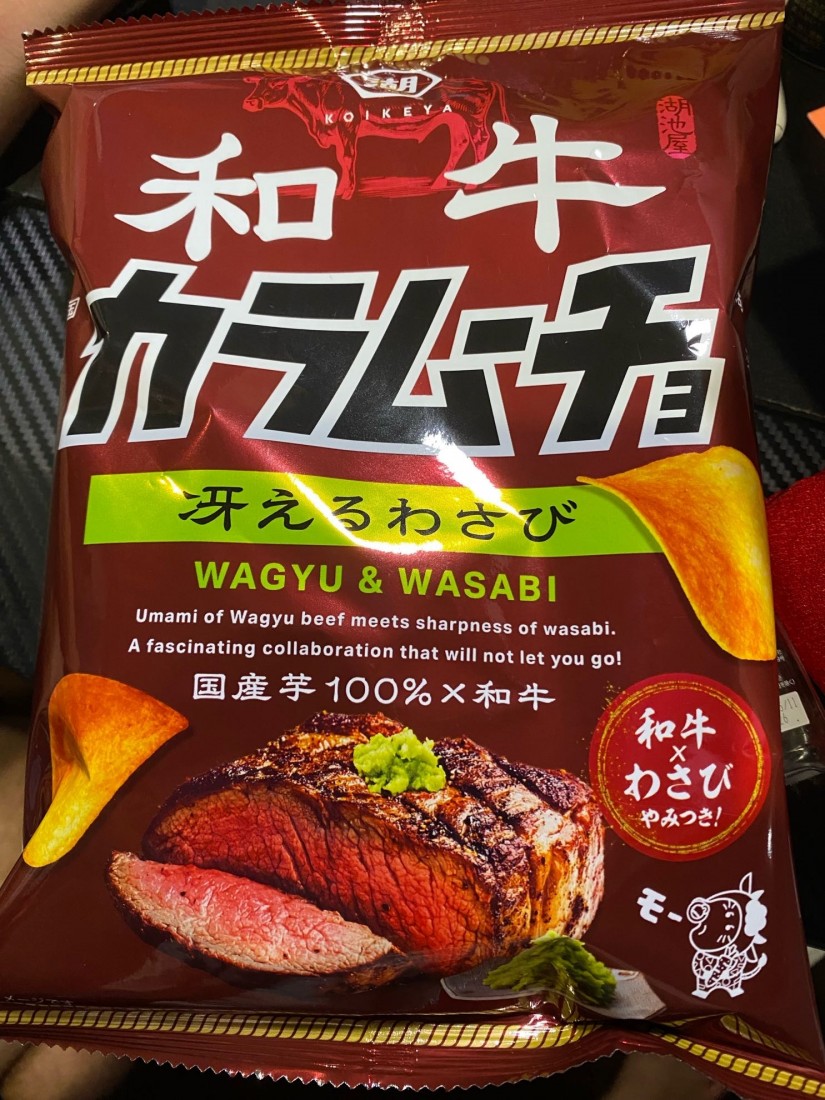 湖
KOIKEYA
湖池屋
和牛
カラムーチョ
冴えるわさび
WAGYU & WASABI
Umami of Wagyu beef meets sharpness of wasabi.
A fascinating collaboration that will not let you go!
国産芋100%×和牛
和牛
×
わさび
やみつき!
モー